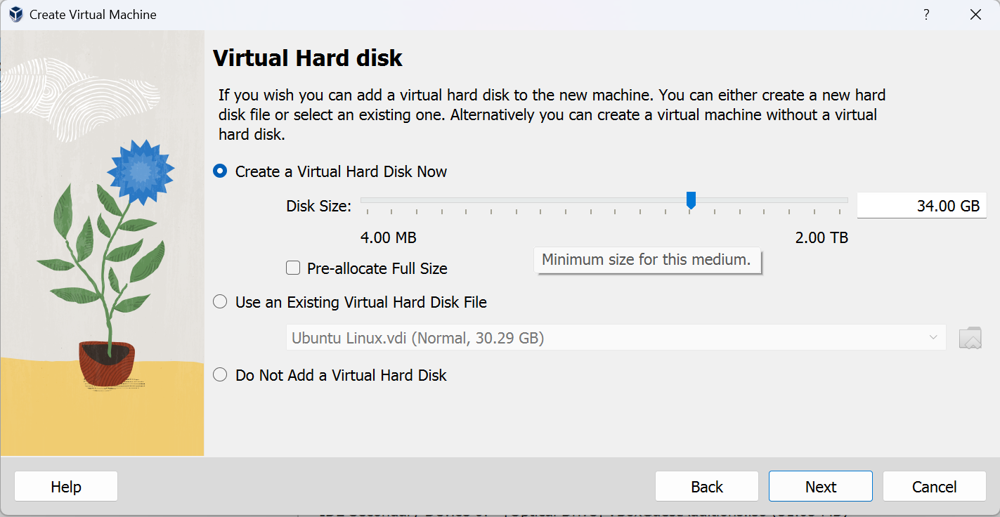 Create Virtual Machine
?
Virtual Hard disk
If you wish you can add a virtual hard disk to the new machine. You can either create a new hard
disk file or select an existing one. Alternatively you can create a virtual machine without a virtual
hard disk.
Create a Virtual Hard Disk Now
Disk Size:
34.00 GB
4.00 MB
2.00 TB
Minimum size for this medium.
Pre-allocate Full Size
Use an Existing Virtual Hard Disk File
Ubuntu Linux.vdi (Normal, 30.29 GB)
Do Not Add a Virtual Hard Disk
Help
Back
Next
Cancel